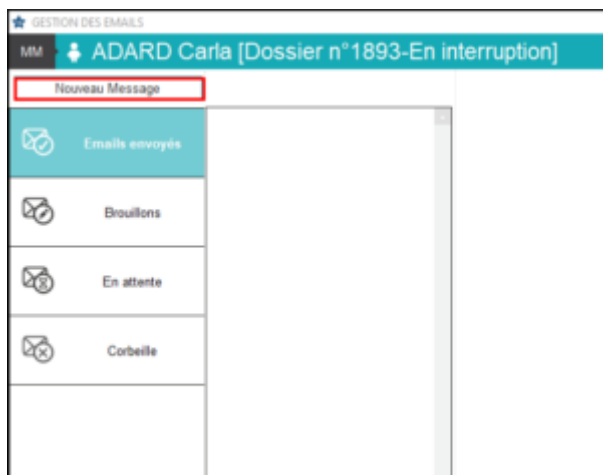 GESTION DES EMAILS
MM ADARD Carla [Dossier n°1893-En interruption]
Nouveau Message
Emails envoyés
Brouillons
En attente
Corbeille